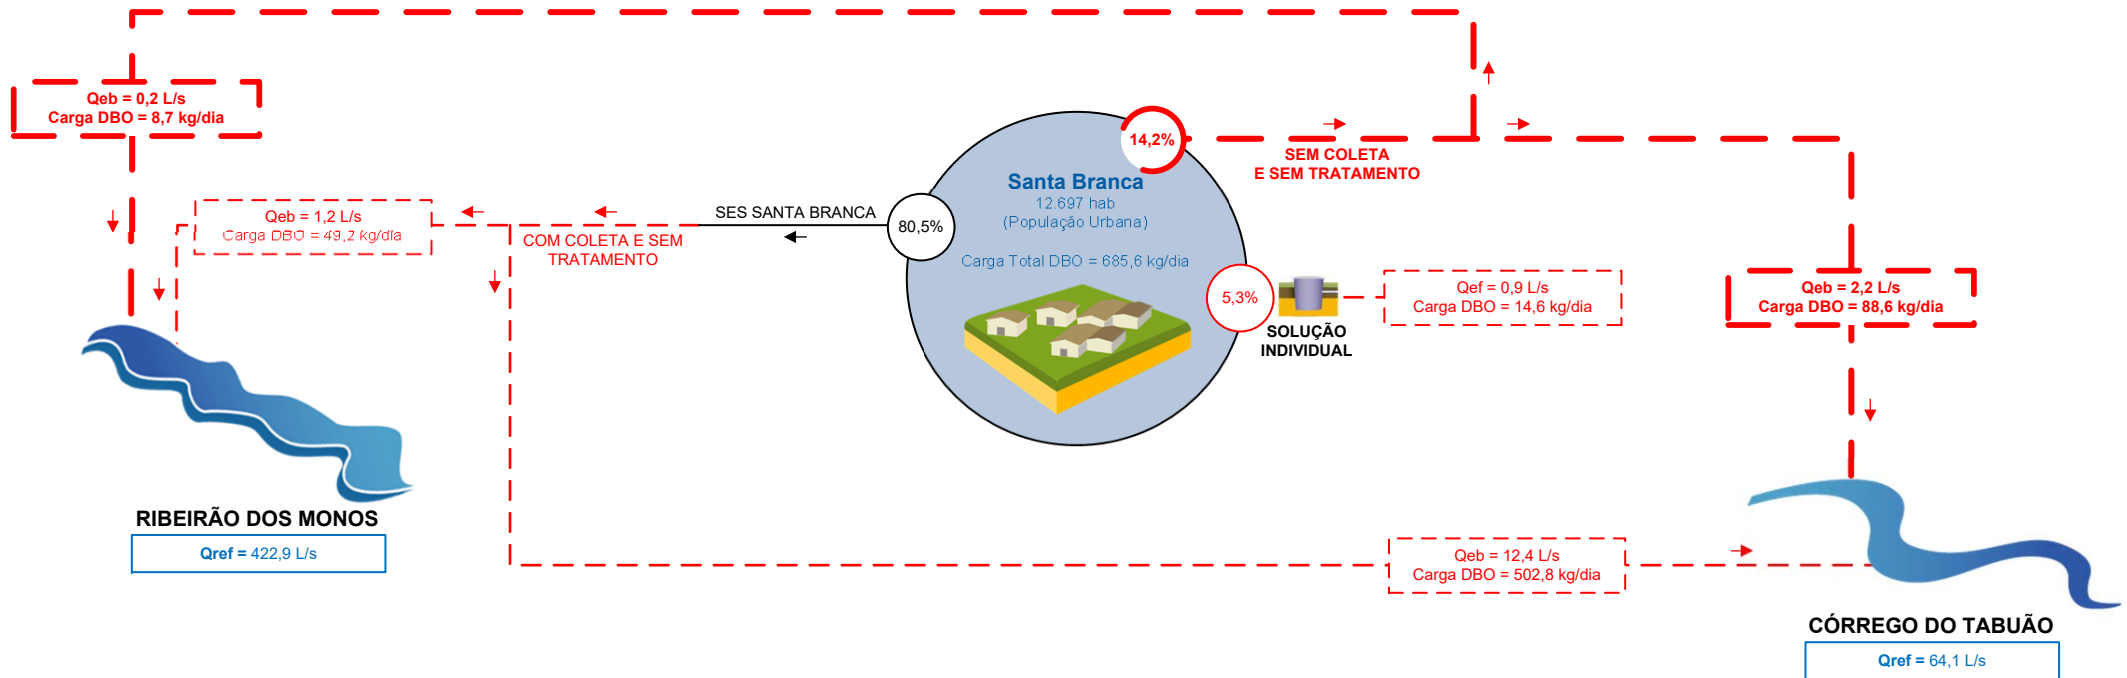 Qeb = 0,2 L/s
Carga DBO = 8,7 kg/dia
14,2%
SEM COLETA
E SEM TRATAMENTO
Santa Branca
12.697 hab
(População Urbana)
Carga Total DBO = 685,6 kg/dia
Qeb = 1,2 L/s
Carga DBO = 49,2 kg/dia
COM COLETA E SEM
TRATAMENTO
SES SANTA BRANCA
80,5%
5,3%
SOLUÇÃO
INDIVIDUAL
Qef = 0,9 L/s
Carga DBO = 14,6 kg/dia
Qeb = 2,2 L/s
Carga DBO = 88,6 kg/dia
RIBEIRÃO DOS MONOS
Qref = 422,9 L/s
Qeb = 12,4 L/s
Carga DBO = 502,8 kg/dia
CÓRREGO DO TABUÃO
Qref = 64,1 L/s